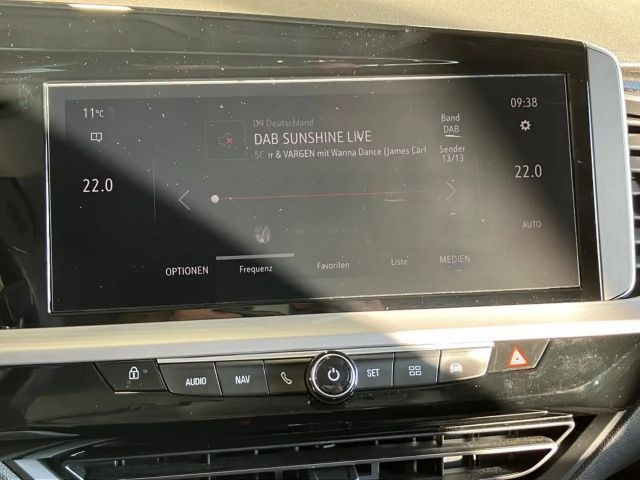 11°C
DR Deutschland
DAB SUNSHINE LIVE
& VARGEN mit Wanna Dance (James Cart
Band
DAB
Sender
13/13
09:38
22.0
22.0
AUTO
OPTIONEN
Frequenz
Favoriten
Liste
MEDIEN
AUDIO
NAV
SET